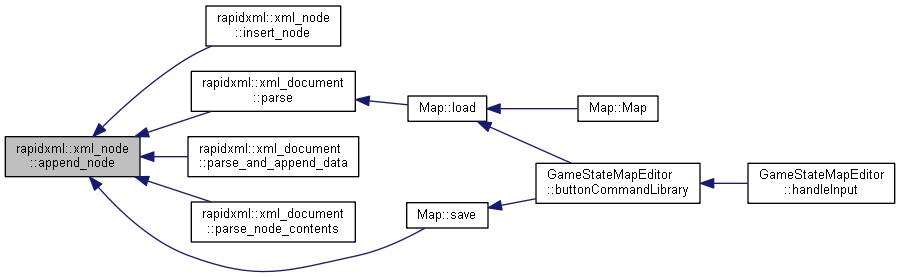 rapidxml::xml_node
::insert_node
rapidxml::xml_document
::parse
Map::load
Map::Map
rapidxml::xml_node
::append_node
rapidxml::xml_document
::parse_and_append_data
GameStateMapEditor
::buttonCommandLibrary
GameStateMapEditor
::handleInput
rapidxml::xml_document
::parse_node_contents
Map::save